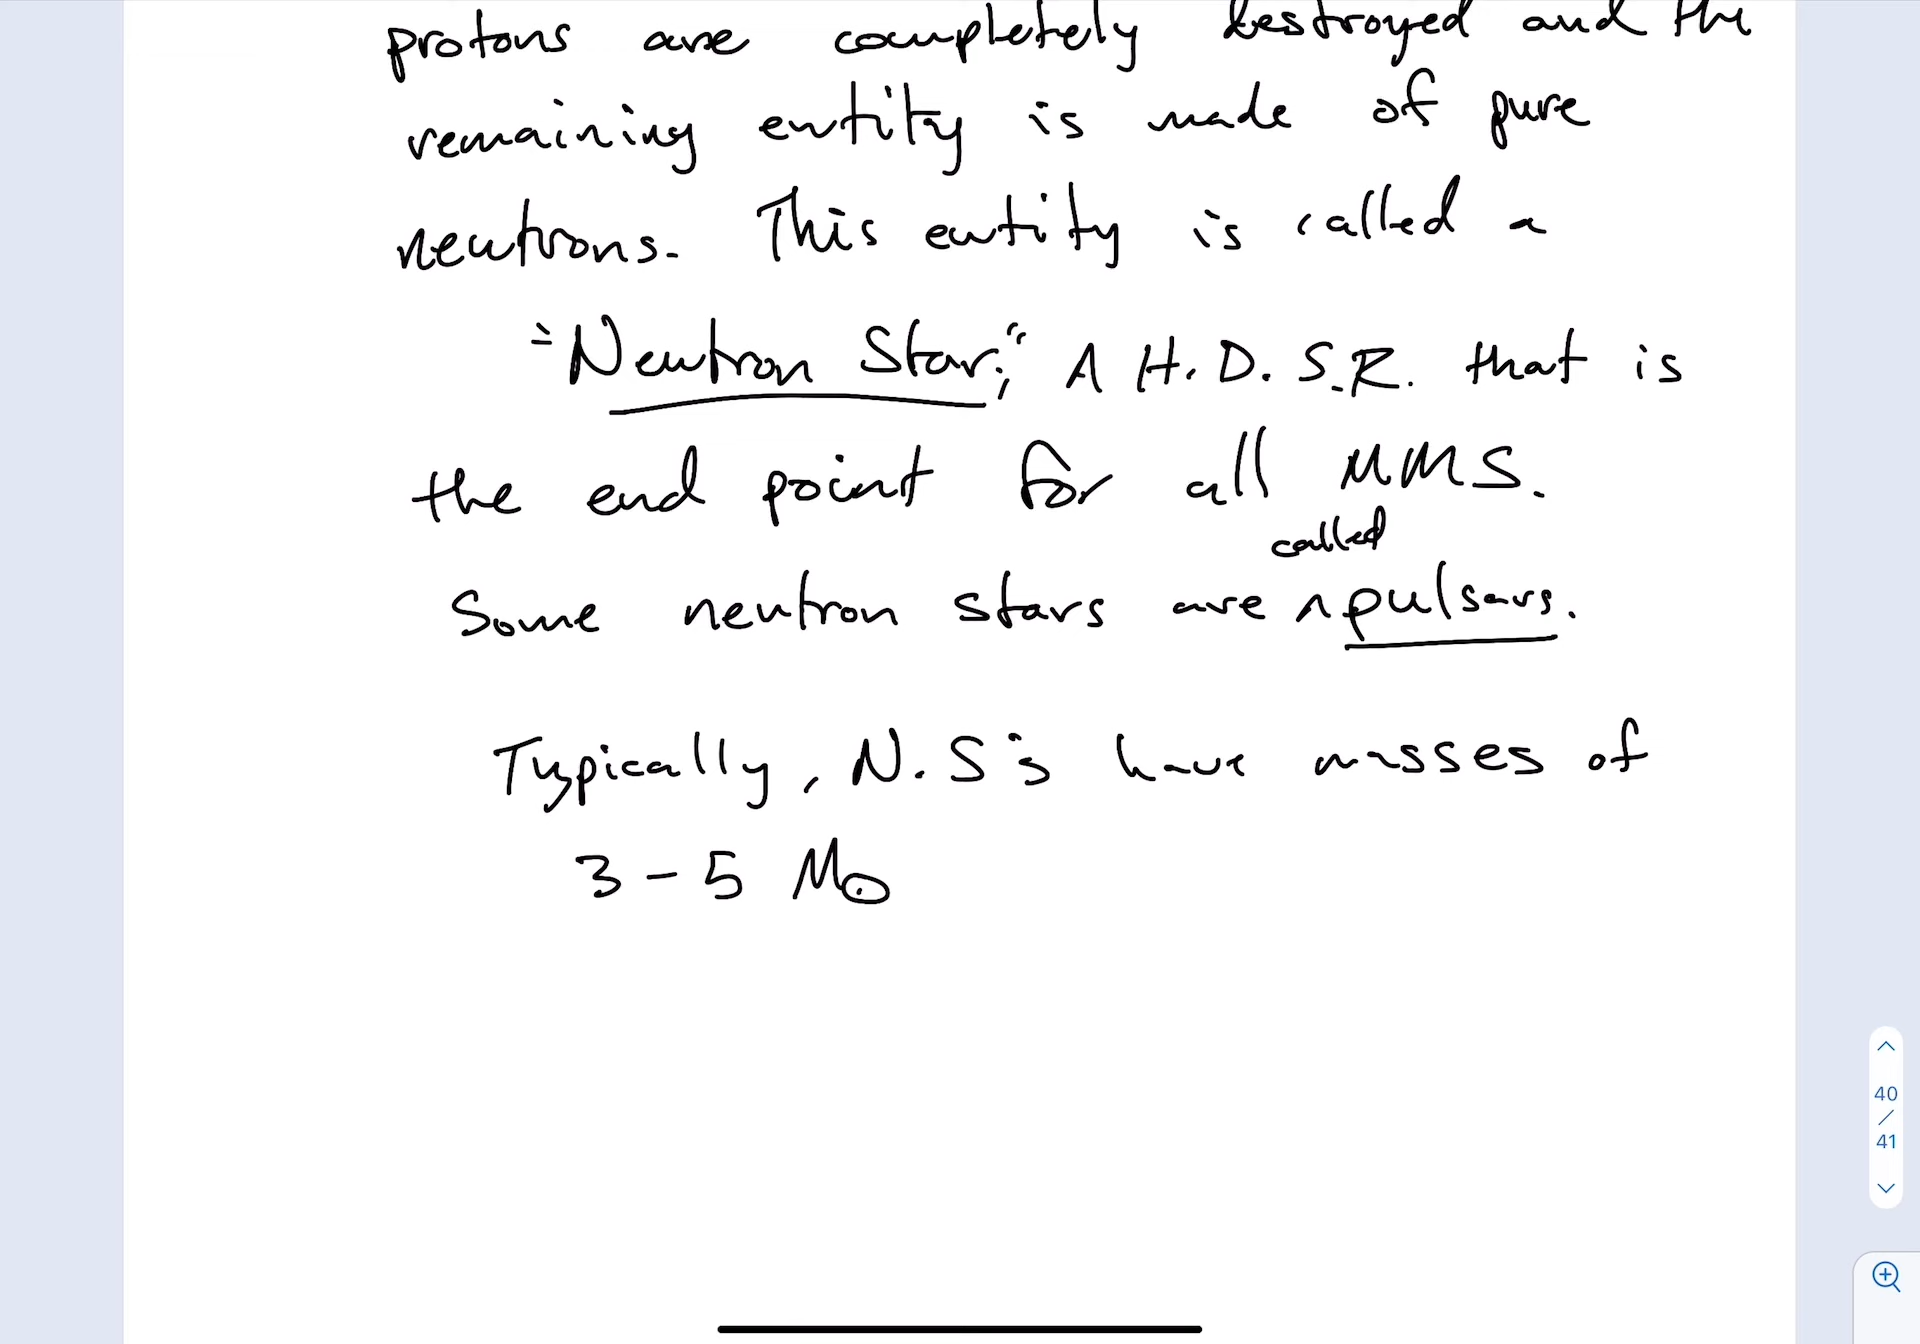 protons are completely destroyed and the
remaining entity is made of pure
neutrons. This entity is called a
"Neutron Star;" A H.D.S.R. that is
the end point for all MMS.
called
Some neutron stars are ^ pulsars.
Typically, N.S's have masses of
3-5 M⊙
40
/
41